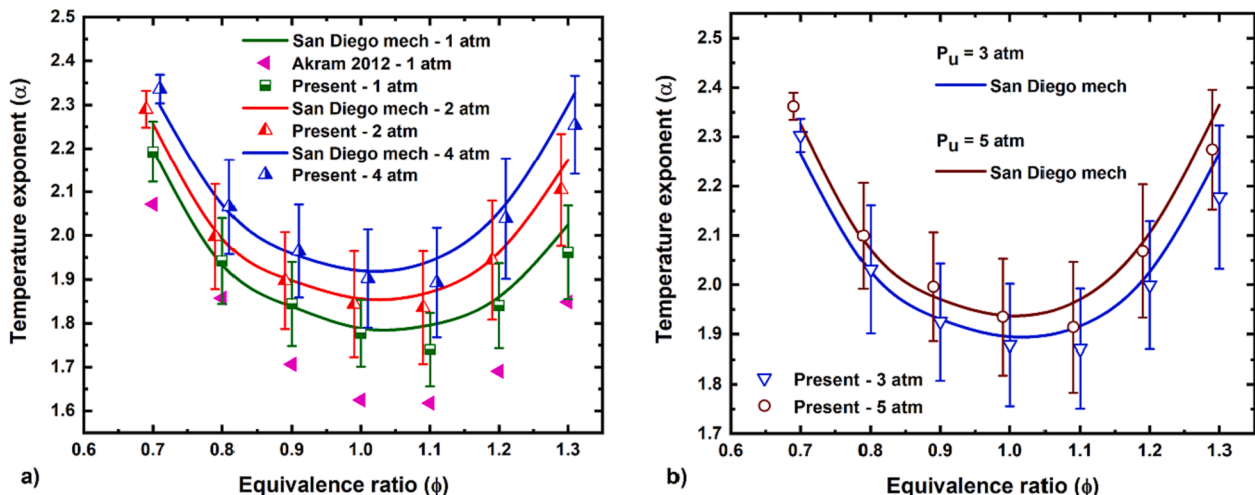 2.5
2.4
2.3
2.2
2.1
2.0
1.9
1.8
1.7
1.6
Temperature exponent (α)
San Diego mech - 1 atm
Akram 2012 - 1 atm
Present - 1 atm
San Diego mech - 2 atm
Present - 2 atm
San Diego mech - 4 atm
Present - 4 atm
0.6 0.7 0.8 0.9 1.0 1.1 1.2 1.3
Equivalence ratio (ϕ)
a)
2.5
2.4
2.3
2.2
2.1
2.0
1.9
1.8
1.7
Temperature exponent (α)
Pu = 3 atm
San Diego mech
Pu = 5 atm
San Diego mech
Present - 3 atm
Present - 5 atm
0.6 0.7 0.8 0.9 1.0 1.1 1.2 1.3
Equivalence ratio (ϕ)
b)